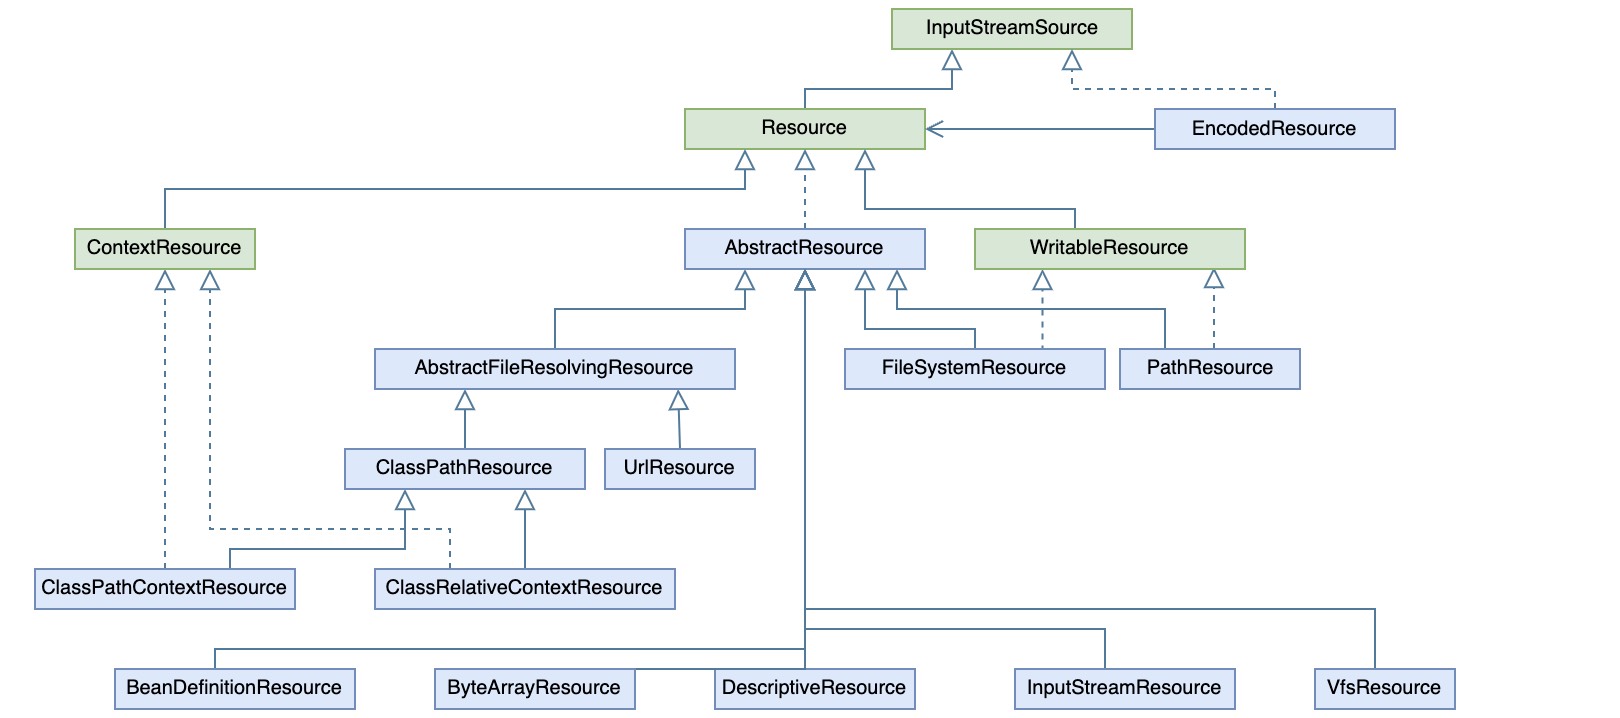 InputStreamSource
Resource
EncodedResource
ContextResource
AbstractResource
WritableResource
AbstractFileResolvingResource
FileSystemResource
PathResource
ClassPathResource
UrlResource
ClassPathContextResource
ClassRelativeContextResource
BeanDefinitionResource
ByteArrayResource
DescriptiveResource
InputStreamResource
VfsResource